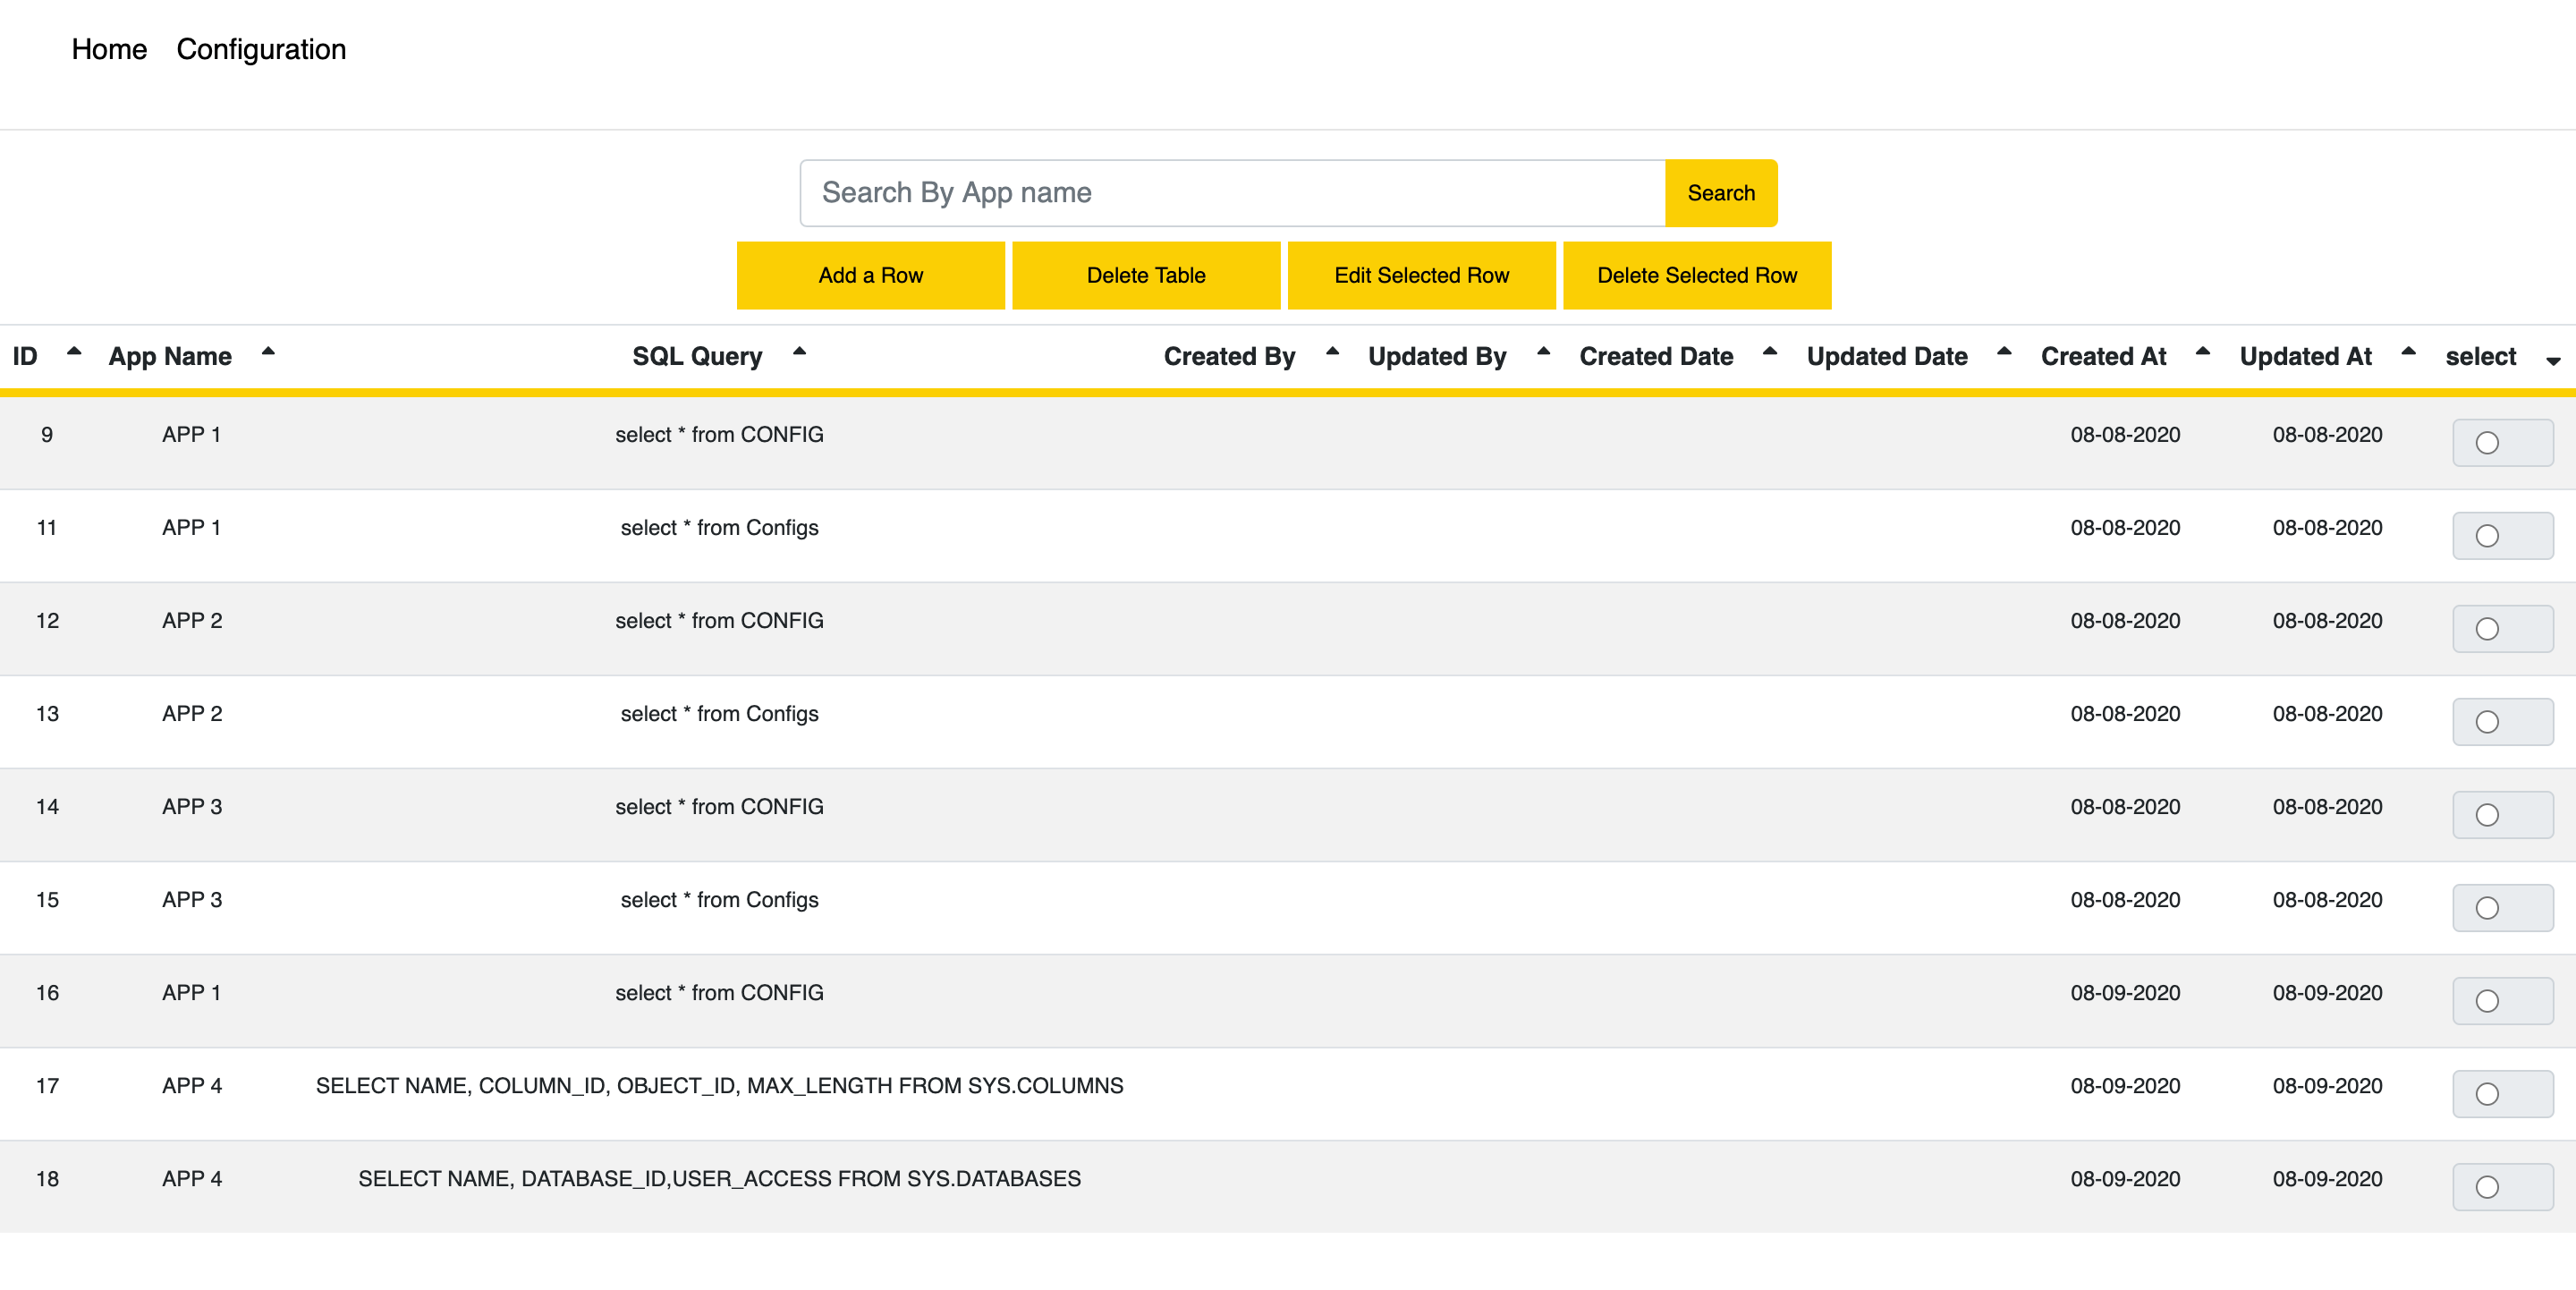 Home Configuration
Search By App name Search
Add a Row Delete Table Edit Selected Row Delete Selected Row
ID App Name SQL Query Created By Updated By Created Date Updated Date Created At Updated At select
9 APP 1 select * from CONFIG 08-08-2020 08-08-2020
11 APP 1 select * from Configs 08-08-2020 08-08-2020
12 APP 2 select * from CONFIG 08-08-2020 08-08-2020
13 APP 2 select * from Configs 08-08-2020 08-08-2020
14 APP 3 select * from CONFIG 08-08-2020 08-08-2020
15 APP 3 select * from Configs 08-08-2020 08-08-2020
16 APP 1 select * from CONFIG 08-09-2020 08-09-2020
17 APP 4 SELECT NAME, COLUMN_ID, OBJECT_ID, MAX_LENGTH FROM SYS.COLUMNS 08-09-2020 08-09-2020
18 APP 4 SELECT NAME, DATABASE_ID,USER_ACCESS FROM SYS.DATABASES 08-09-2020 08-09-2020